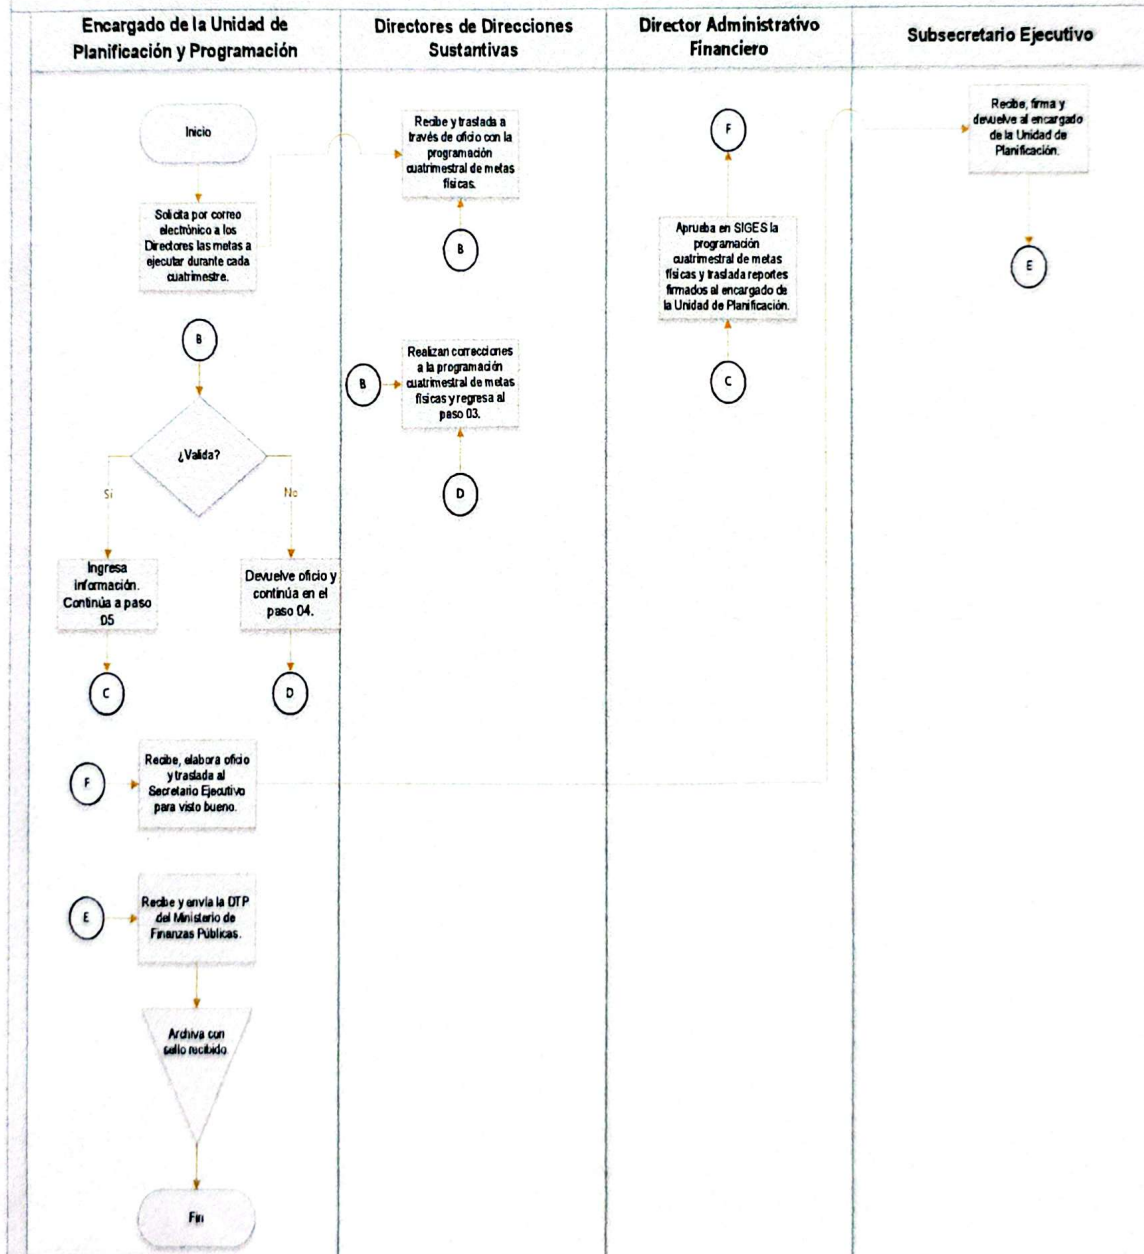 Encargado de la Unidad de
Planificación y Programación
Directores de Direcciones
Sustantivas
Director Administrativo
Financiero
Subsecretario Ejecutivo
Inicio
Solicita por correo
electrónico a los
Directores las metas a
ejecutar durante cada
cuatrimestre.
B
¿Valida?
Si
No
Ingresa
información.
Continúa a paso
05
Devuelve oficio y
continúa en el
paso 04.
C
D
F
Recibe, elabora oficio
y traslada al
Secretario Ejecutivo
para visto bueno.
E
Recibe y envía la DTP
del Ministerio de
Finanzas Públicas.
Archiva con
sello recibido
Fin
Recibe y traslada a
través de oficio con la
programación
cuatrimestral de metas
físicas.
B
B
Realizan correcciones
a la programación
cuatrimestral de metas
físicas y regresa al
paso 03.
D
F
Aprueba en SIGES la
programación
cuatrimestral de metas
físicas y traslada reportes
firmados al encargado de
la Unidad de Planificación.
C
Recibe, firma y
devuelve al encargado
de la Unidad de
Planificación.
E